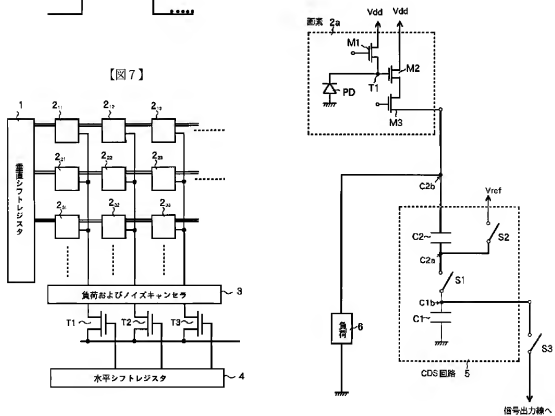 【図7】
1
2₁₁
2₁₂
2₁₃
2₂₁
2₂₂
2₂₃
2₃₁
2₃₂
2₃₃
垂直シフトレジスタ
負荷およびノイズキャンセラ
3
T1
T2
T3
水平シフトレジスタ
4
画素 2a
Vdd
Vdd
M1
M2
T1
PD
M3
C2b
Vref
C2
S2
C2a
S1
C1b
C1
負荷
6
S3
CDS回路 5
信号出力線へ